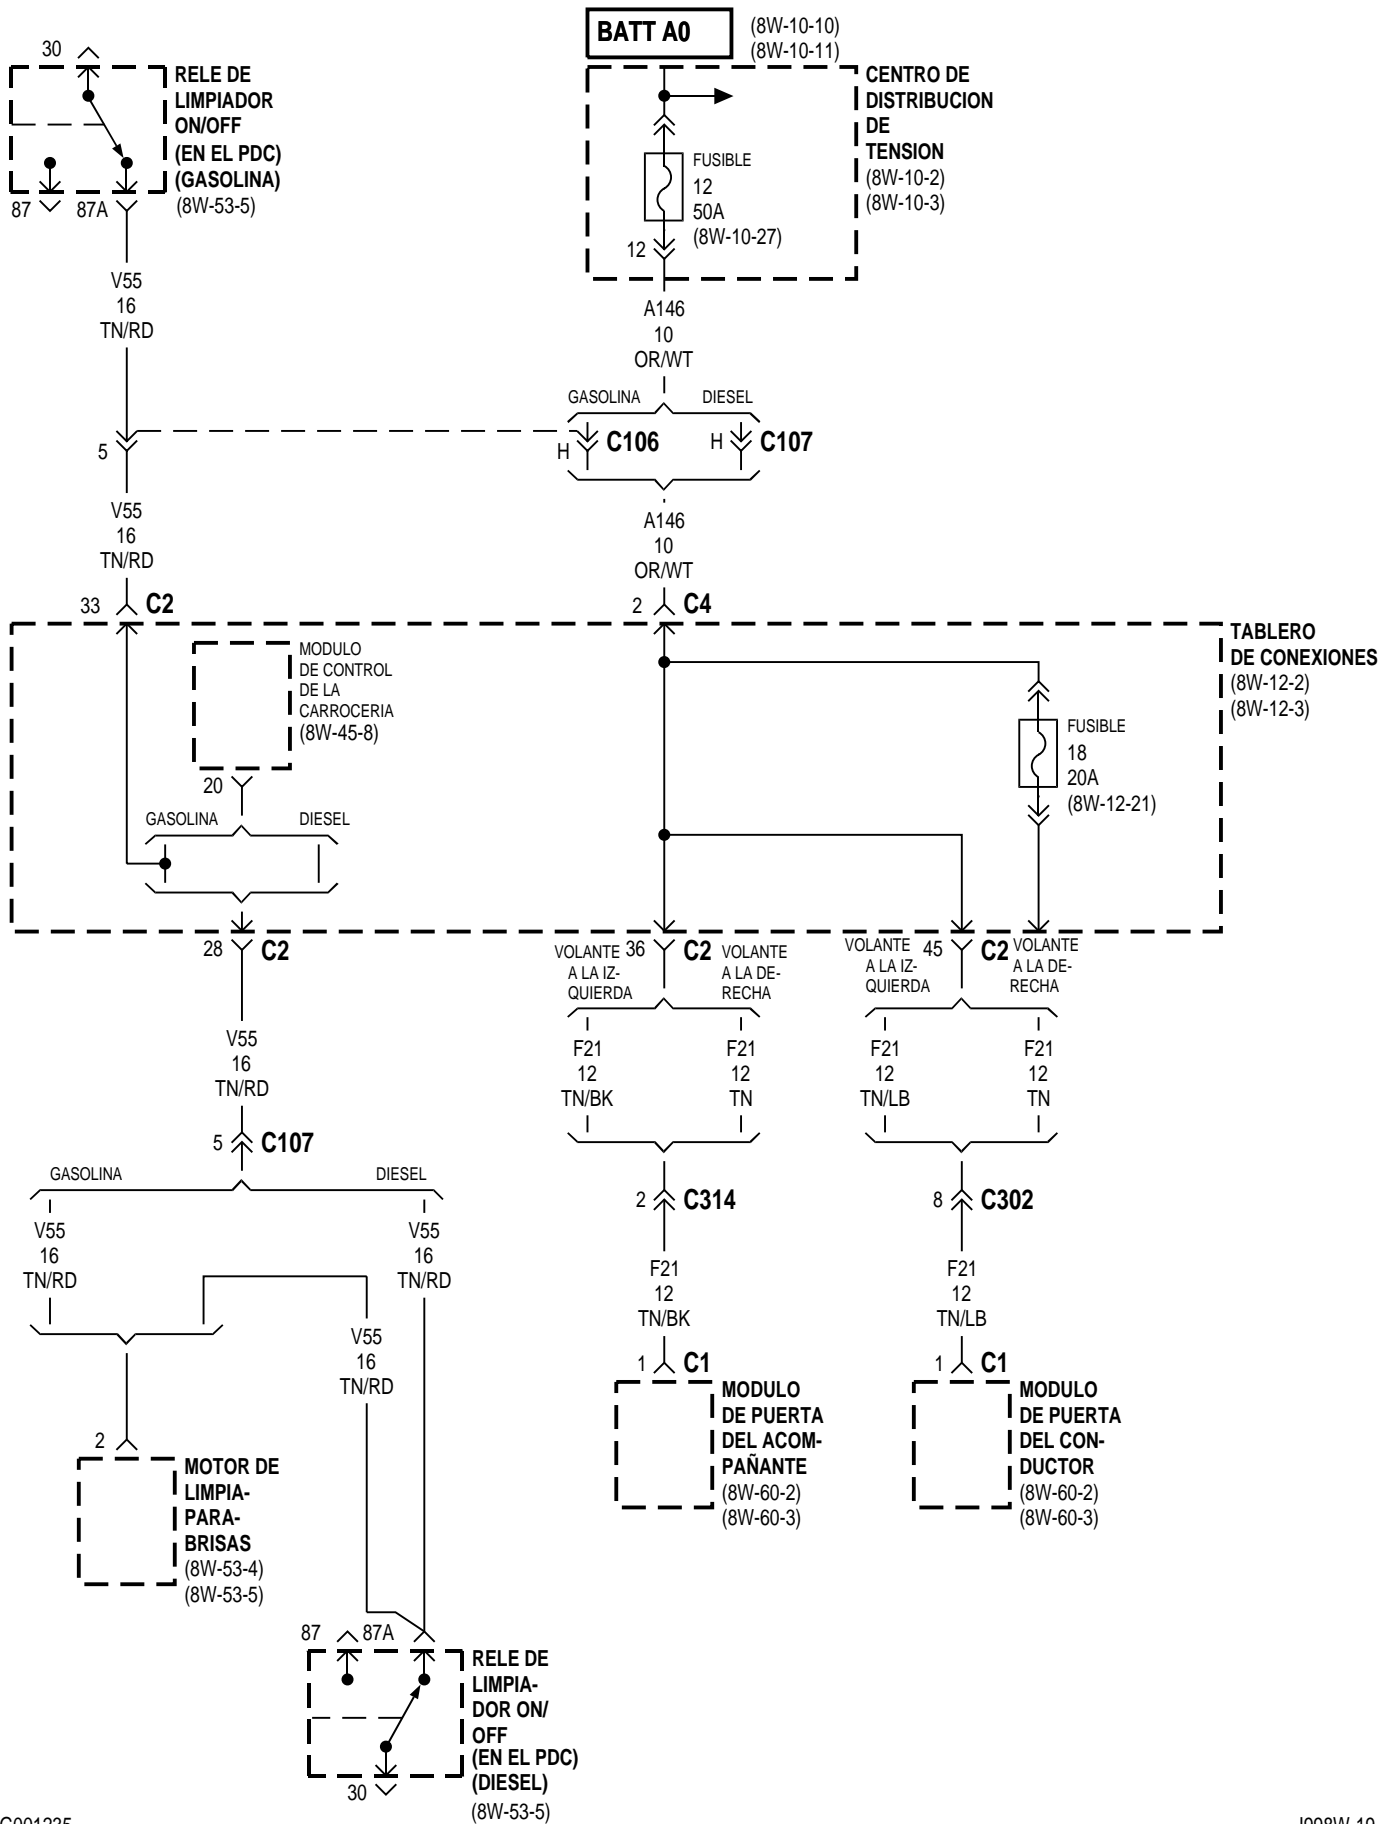 BATT A0
(8W-10-10)
(8W-10-11)
30
RELE DE
LIMPIADOR
ON/OFF
(EN EL PDC)
(GASOLINA)
(8W-53-5)
87
87A
CENTRO DE
DISTRIBUCION
DE
TENSION
(8W-10-2)
(8W-10-3)
FUSIBLE
12
50A
(8W-10-27)
12
V55
16
TN/RD
A146
10
OR/WT
GASOLINA
DIESEL
5
H
C106
H
C107
V55
16
TN/RD
A146
10
OR/WT
33
C2
2
C4
TABLERO
DE CONEXIONES
(8W-12-2)
(8W-12-3)
MODULO
DE CONTROL
DE LA
CARROCERIA
(8W-45-8)
20
GASOLINA
DIESEL
FUSIBLE
18
20A
(8W-12-21)
28
C2
VOLANTE
A LA IZ-
QUIERDA
36
C2
VOLANTE
A LA DE-
RECHA
VOLANTE
A LA IZ-
QUIERDA
45
C2
VOLANTE
A LA DE-
RECHA
V55
16
TN/RD
F21
12
TN/BK
F21
12
TN
F21
12
TN/LB
F21
12
TN
5
C107
GASOLINA
DIESEL
2
C314
8
C302
V55
16
TN/RD
V55
16
TN/RD
V55
16
TN/RD
F21
12
TN/BK
F21
12
TN/LB
1
C1
1
C1
MODULO
DE PUERTA
DEL ACOM-
PAÑANTE
(8W-60-2)
(8W-60-3)
MODULO
DE PUERTA
DEL CON-
DUCTOR
(8W-60-2)
(8W-60-3)
2
MOTOR DE
LIMPIA-
PARA-
BRISAS
(8W-53-4)
(8W-53-5)
87
87A
RELE DE
LIMPIA-
DOR ON/
OFF
(EN EL PDC)
(DIESEL)
(8W-53-5)
30